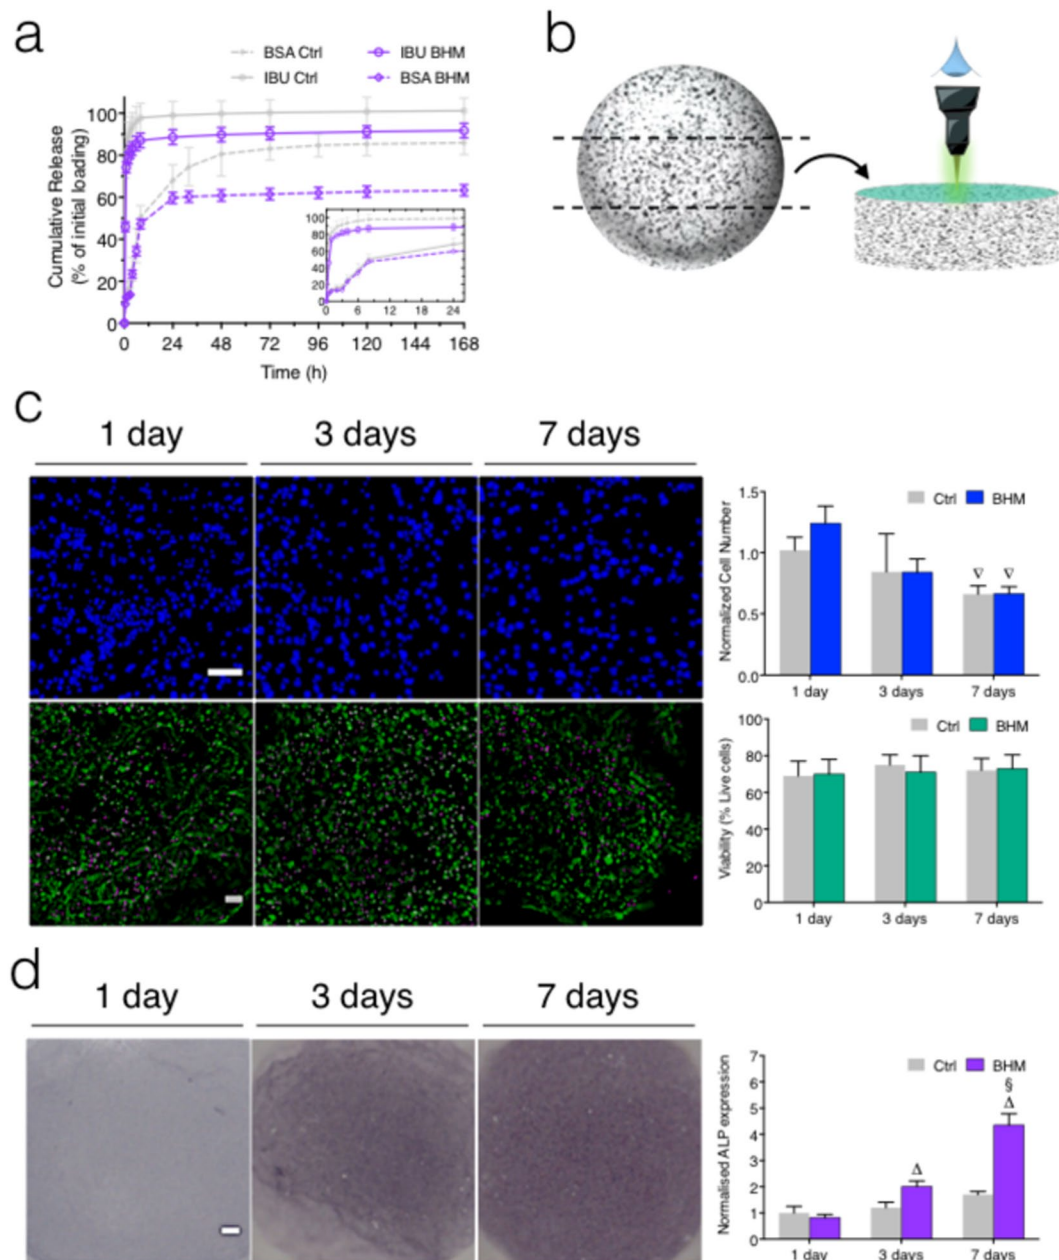 a
BSA Ctrl
IBU BHM
IBU Ctrl
BSA BHM
Cumulative Release
(% of initial loading)
100
80
60
40
20
0
100
80
60
40
20
0
0 6 12 18 24
0 24 48 72 96 120 144 168
Time (h)
b
c
1 day 3 days 7 days
Normalized Cell Number
Ctrl BHM
1.5
1.0
0.5
0.0
∇ ∇
1 day 3 days 7 days
Viability (% Live cells)
Ctrl BHM
100
80
60
40
20
0
1 day 3 days 7 days
d
1 day 3 days 7 days
Normalised ALP expression
Ctrl BHM
7
6
5
4
3
2
1
0
Δ
§
Δ
1 day 3 days 7 days